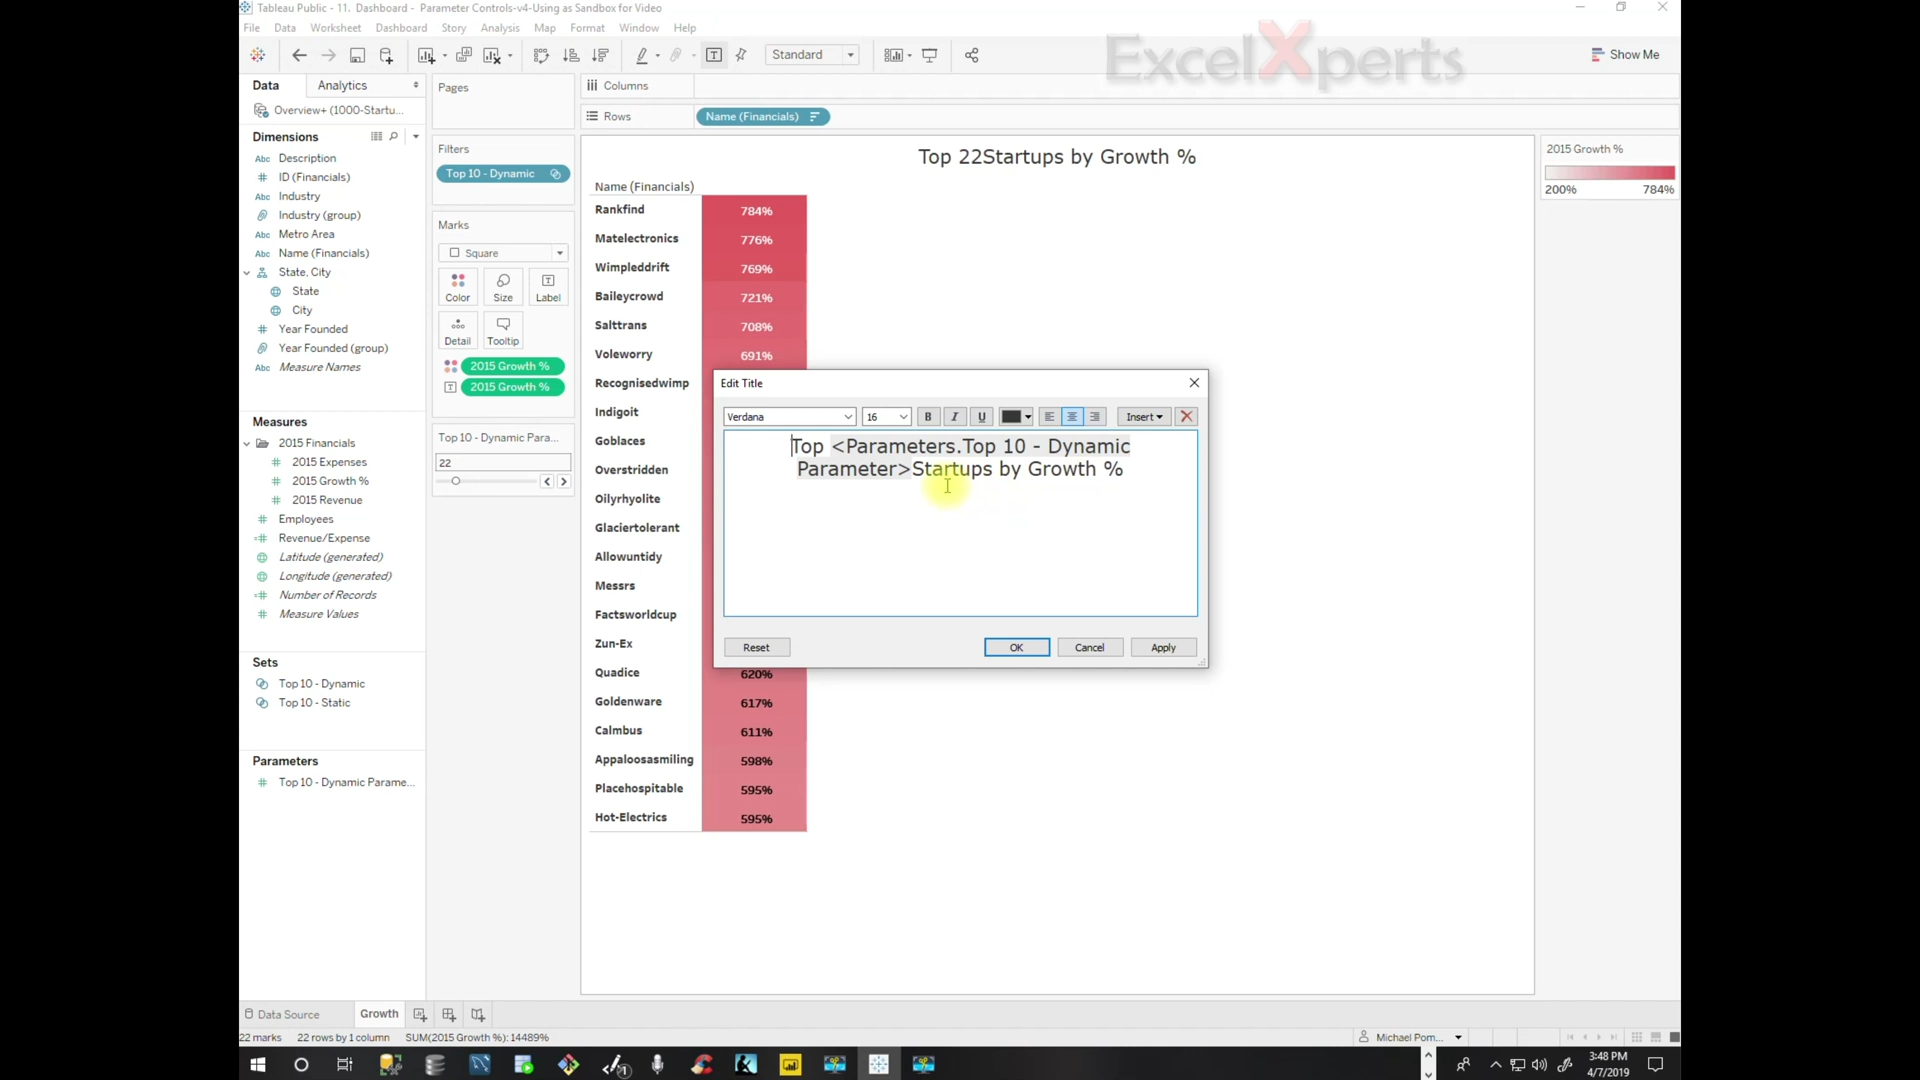 Tableau Public - 11. Dashboard - Parameter Controls-v4-Using as Sandbox for Video
File Data Worksheet Dashboard Story Analysis Map Format Window Help
Standard
Show Me
ExcelXperts
Data Analytics
Overview+ (1000-Startu...
Dimensions
Abc Description
# ID (Financials)
Abc Industry
Industry (group)
Abc Metro Area
Abc Name (Financials)
State, City
State
City
# Year Founded
Year Founded (group)
Abc Measure Names
Measures
2015 Financials
# 2015 Expenses
# 2015 Growth %
# 2015 Revenue
# Employees
=# Revenue/Expense
Latitude (generated)
Longitude (generated)
=# Number of Records
# Measure Values
Sets
Top 10 - Dynamic
Top 10 - Static
Parameters
# Top 10 - Dynamic Parame...
Pages
Filters
Top 10 - Dynamic
Marks
Square
Color Size Label
Detail Tooltip
2015 Growth %
2015 Growth %
Top 10 - Dynamic Para...
22
Columns
Rows Name (Financials)
Top 22Startups by Growth %
Name (Financials)
Rankfind 784%
Matelectronics 776%
Wimpleddrift 769%
Baileycrowd 721%
Salttrans 708%
Voleworry 691%
Recognisedwimp
Indigoit
Goblaces
Overstridden
Oilyrhyolite
Glaciertolerant
Allowuntidy
Messrs
Factsworldcup
Zun-Ex
Quadice 620%
Goldenware 617%
Calmbus 611%
Appaloosasmiling 598%
Placehospitable 595%
Hot-Electrics 595%
Edit Title
Verdana 16 B I U Insert
Top <Parameters.Top 10 - Dynamic
Parameter>Startups by Growth %
Reset OK Cancel Apply
2015 Growth %
200% 784%
Data Source Growth
22 marks 22 rows by 1 column SUM(2015 Growth %): 14489%
Michael Pom...
3:48 PM
4/7/2019